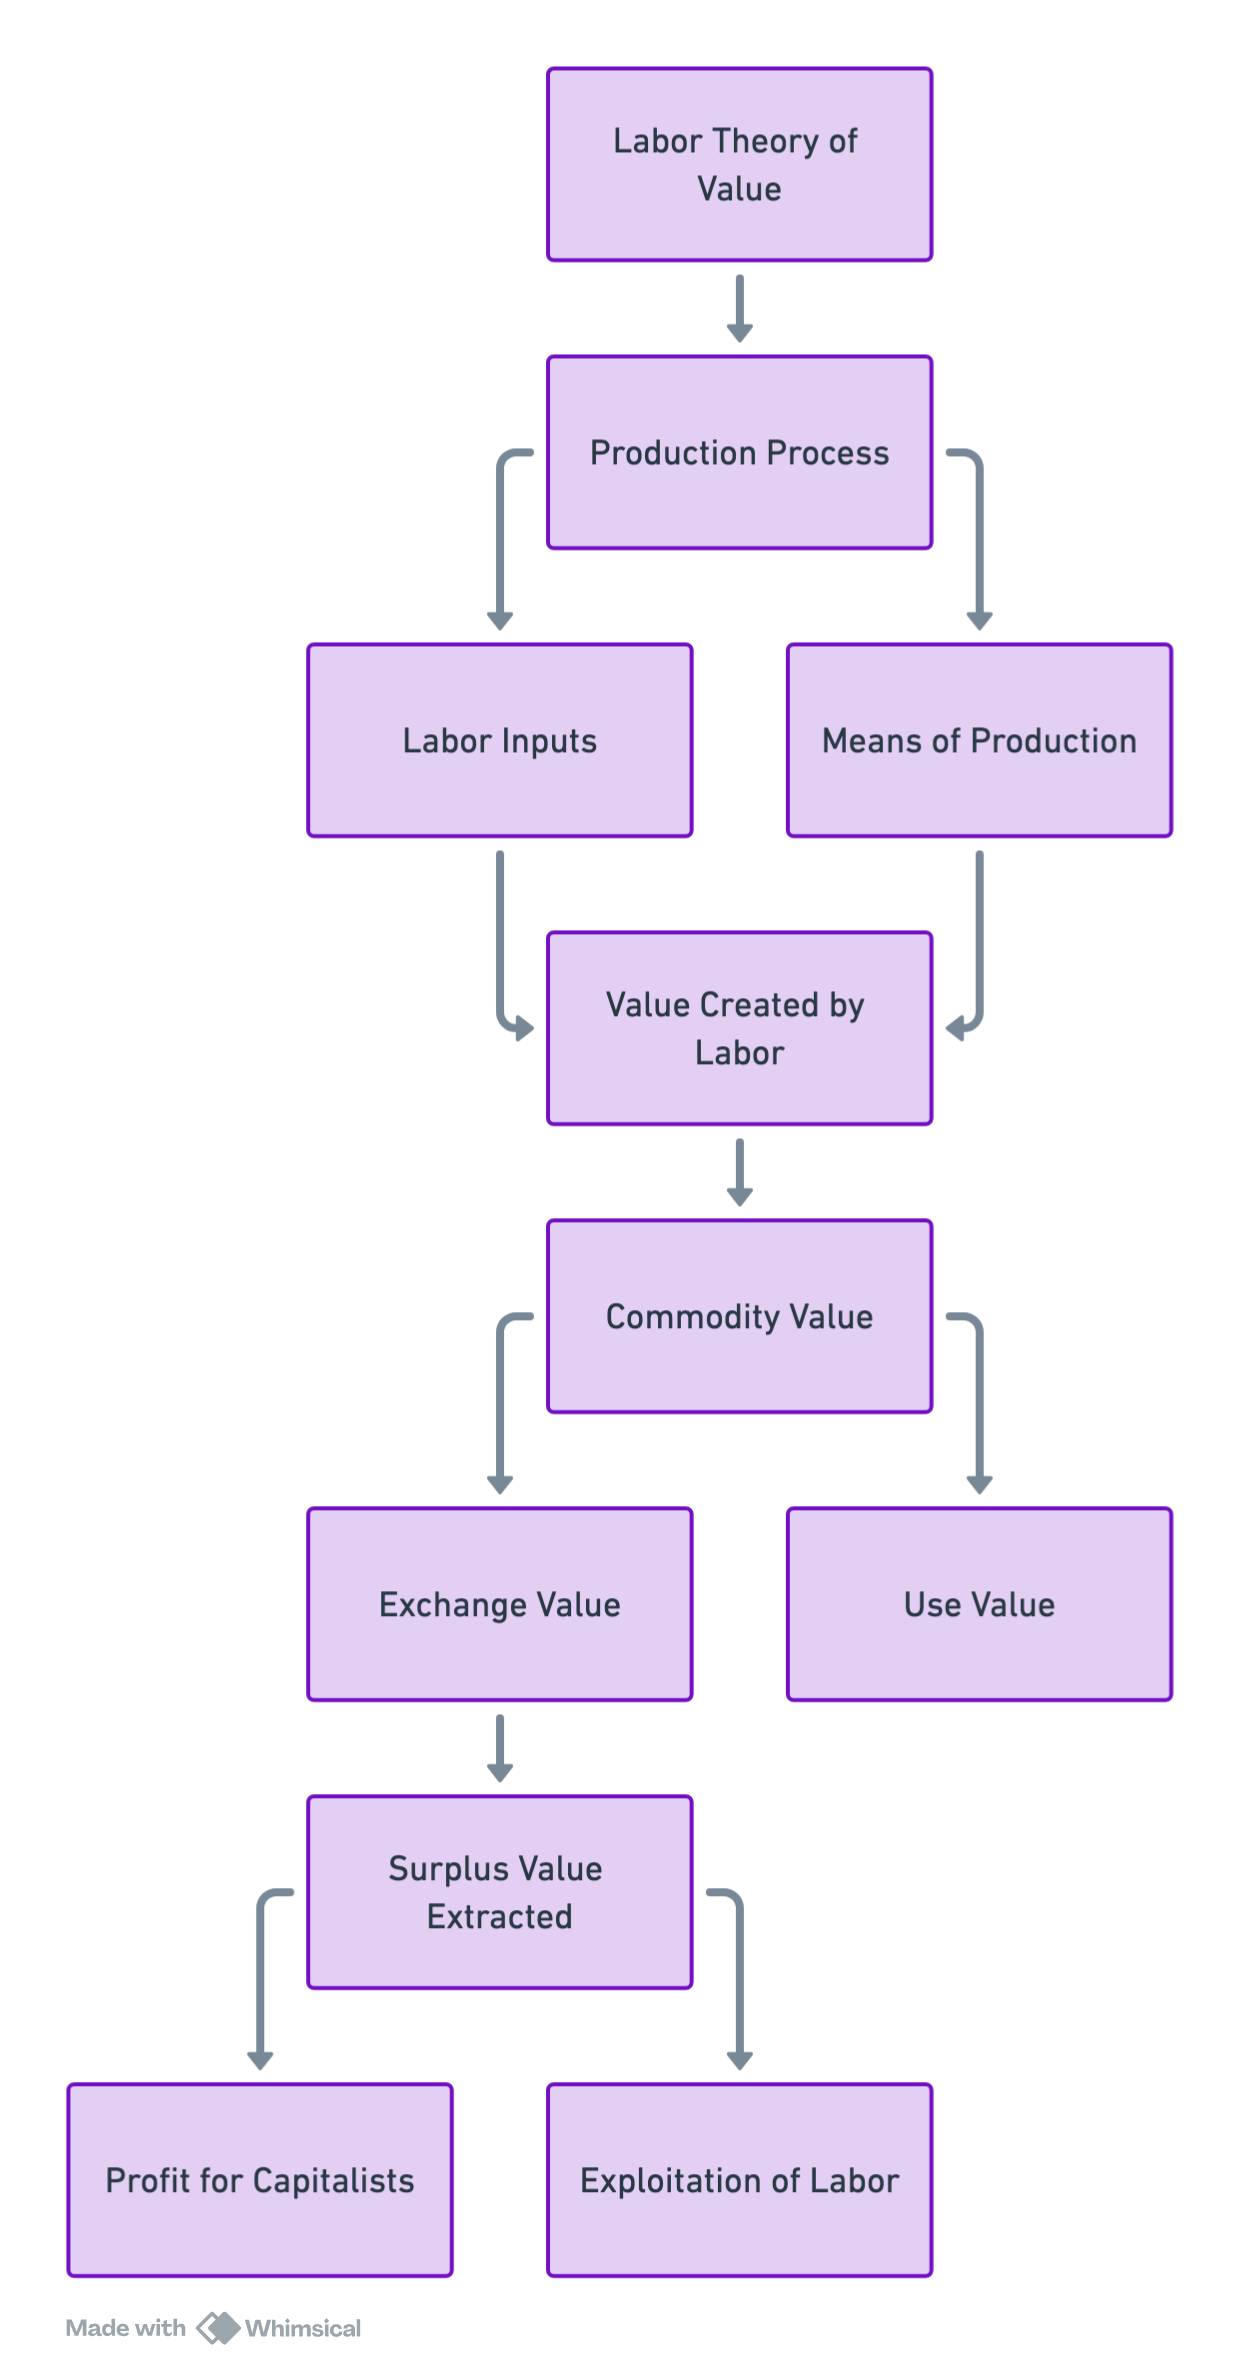 Labor Theory of
Value
Production Process
Labor Inputs
Means of Production
Value Created by
Labor
Commodity Value
Exchange Value
Use Value
Surplus Value
Extracted
Profit for Capitalists
Exploitation of Labor
Made with Whimsical